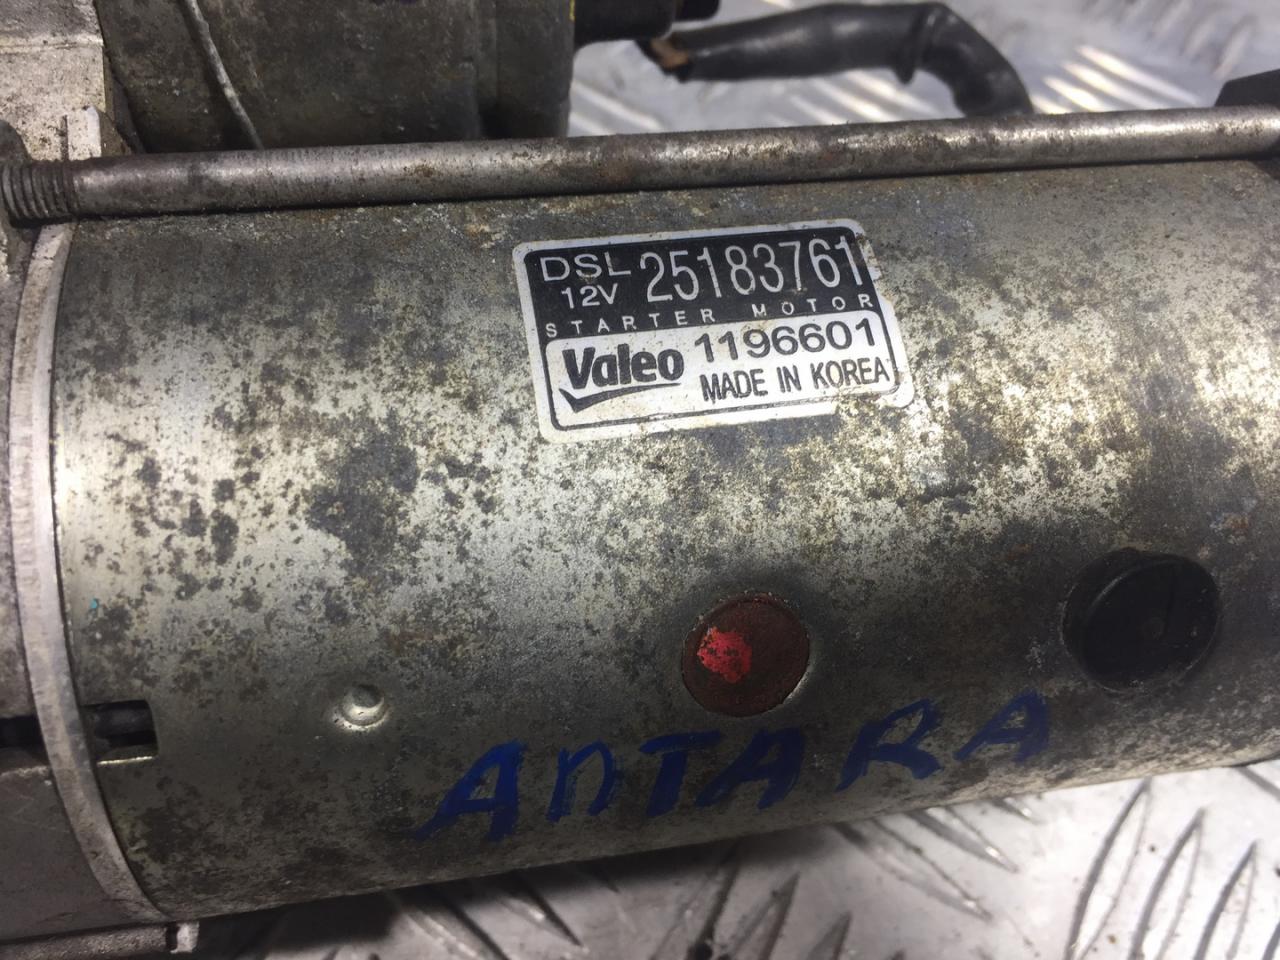 DSL 25183761
12V
STARTER MOTOR
Valeo 1196601
MADE IN KOREA
AnTARA